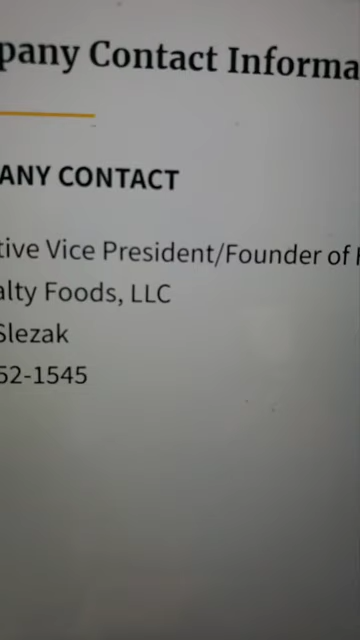 pany Contact Informa
ANY CONTACT
tive Vice President/Founder of
alty Foods, LLC
Slezak
52-1545